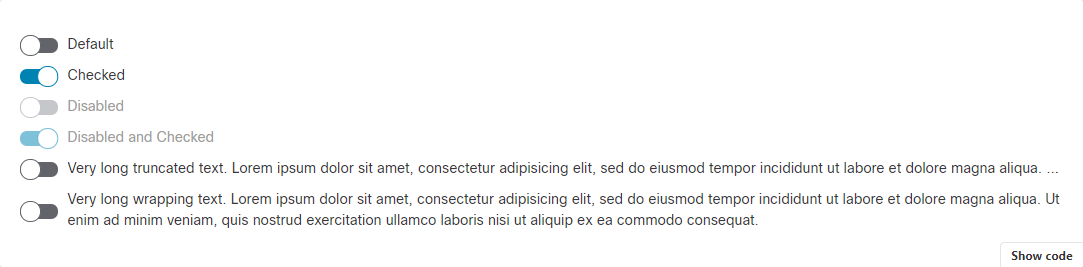 Default
Checked
Disabled
Disabled and Checked
Very long truncated text. Lorem ipsum dolor sit amet, consectetur adipisicing elit, sed do eiusmod tempor incididunt ut labore et dolore magna aliqua. ...
Very long wrapping text. Lorem ipsum dolor sit amet, consectetur adipisicing elit, sed do eiusmod tempor incididunt ut labore et dolore magna aliqua. Ut
enim ad minim veniam, quis nostrud exercitation ullamco laboris nisi ut aliquip ex ea commodo consequat.
Show code